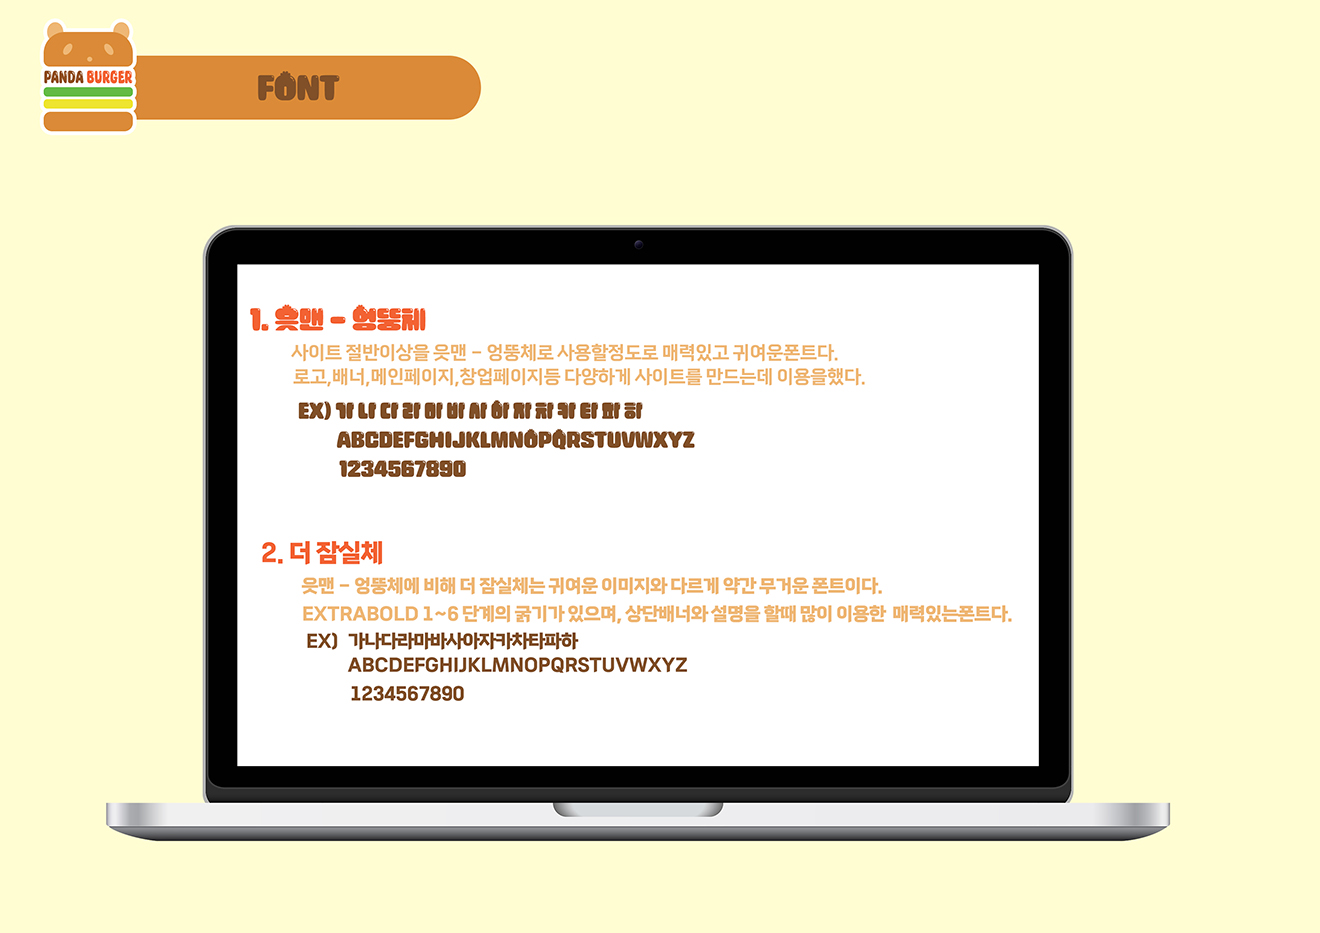 PANDA BURGER
FONT
1. 읏맨 - 엉뚱체
사이트 절반이상을 읏맨 - 엉뚱체로 사용할정도로 매력있고 귀여운폰트다.
로고,배너,메인페이지,창업페이지등 다양하게 사이트를 만드는데 이용을했다.
EX) 가 나 다 라 마 바 사 아 자 차 카 타 파 하
ABCDEFGHIJKLMNOPQRSTUVWXYZ
1234567890
2. 더 잠실체
읏맨 - 엉뚱체에 비해 더 잠실체는 귀여운 이미지와 다르게 약간 무거운 폰트이다.
EXTRABOLD 1~6 단계의 굵기가 있으며, 상단배너와 설명을 할때 많이 이용한 매력있는폰트다.
EX) 가나다라마바사아자카차타파하
ABCDEFGHIJKLMNOPQRSTUVWXYZ
1234567890